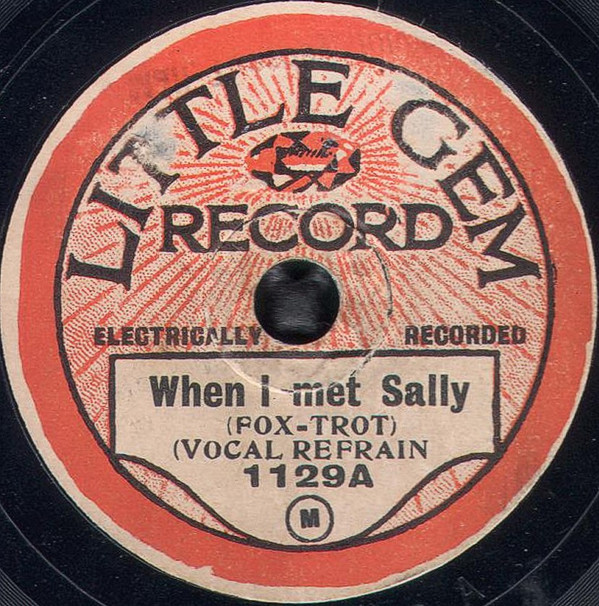 LITTLE GEM
RECORD
ELECTRICALLY RECORDED
When I met Sally
(FOX-TROT)
(VOCAL REFRAIN
1129A
M